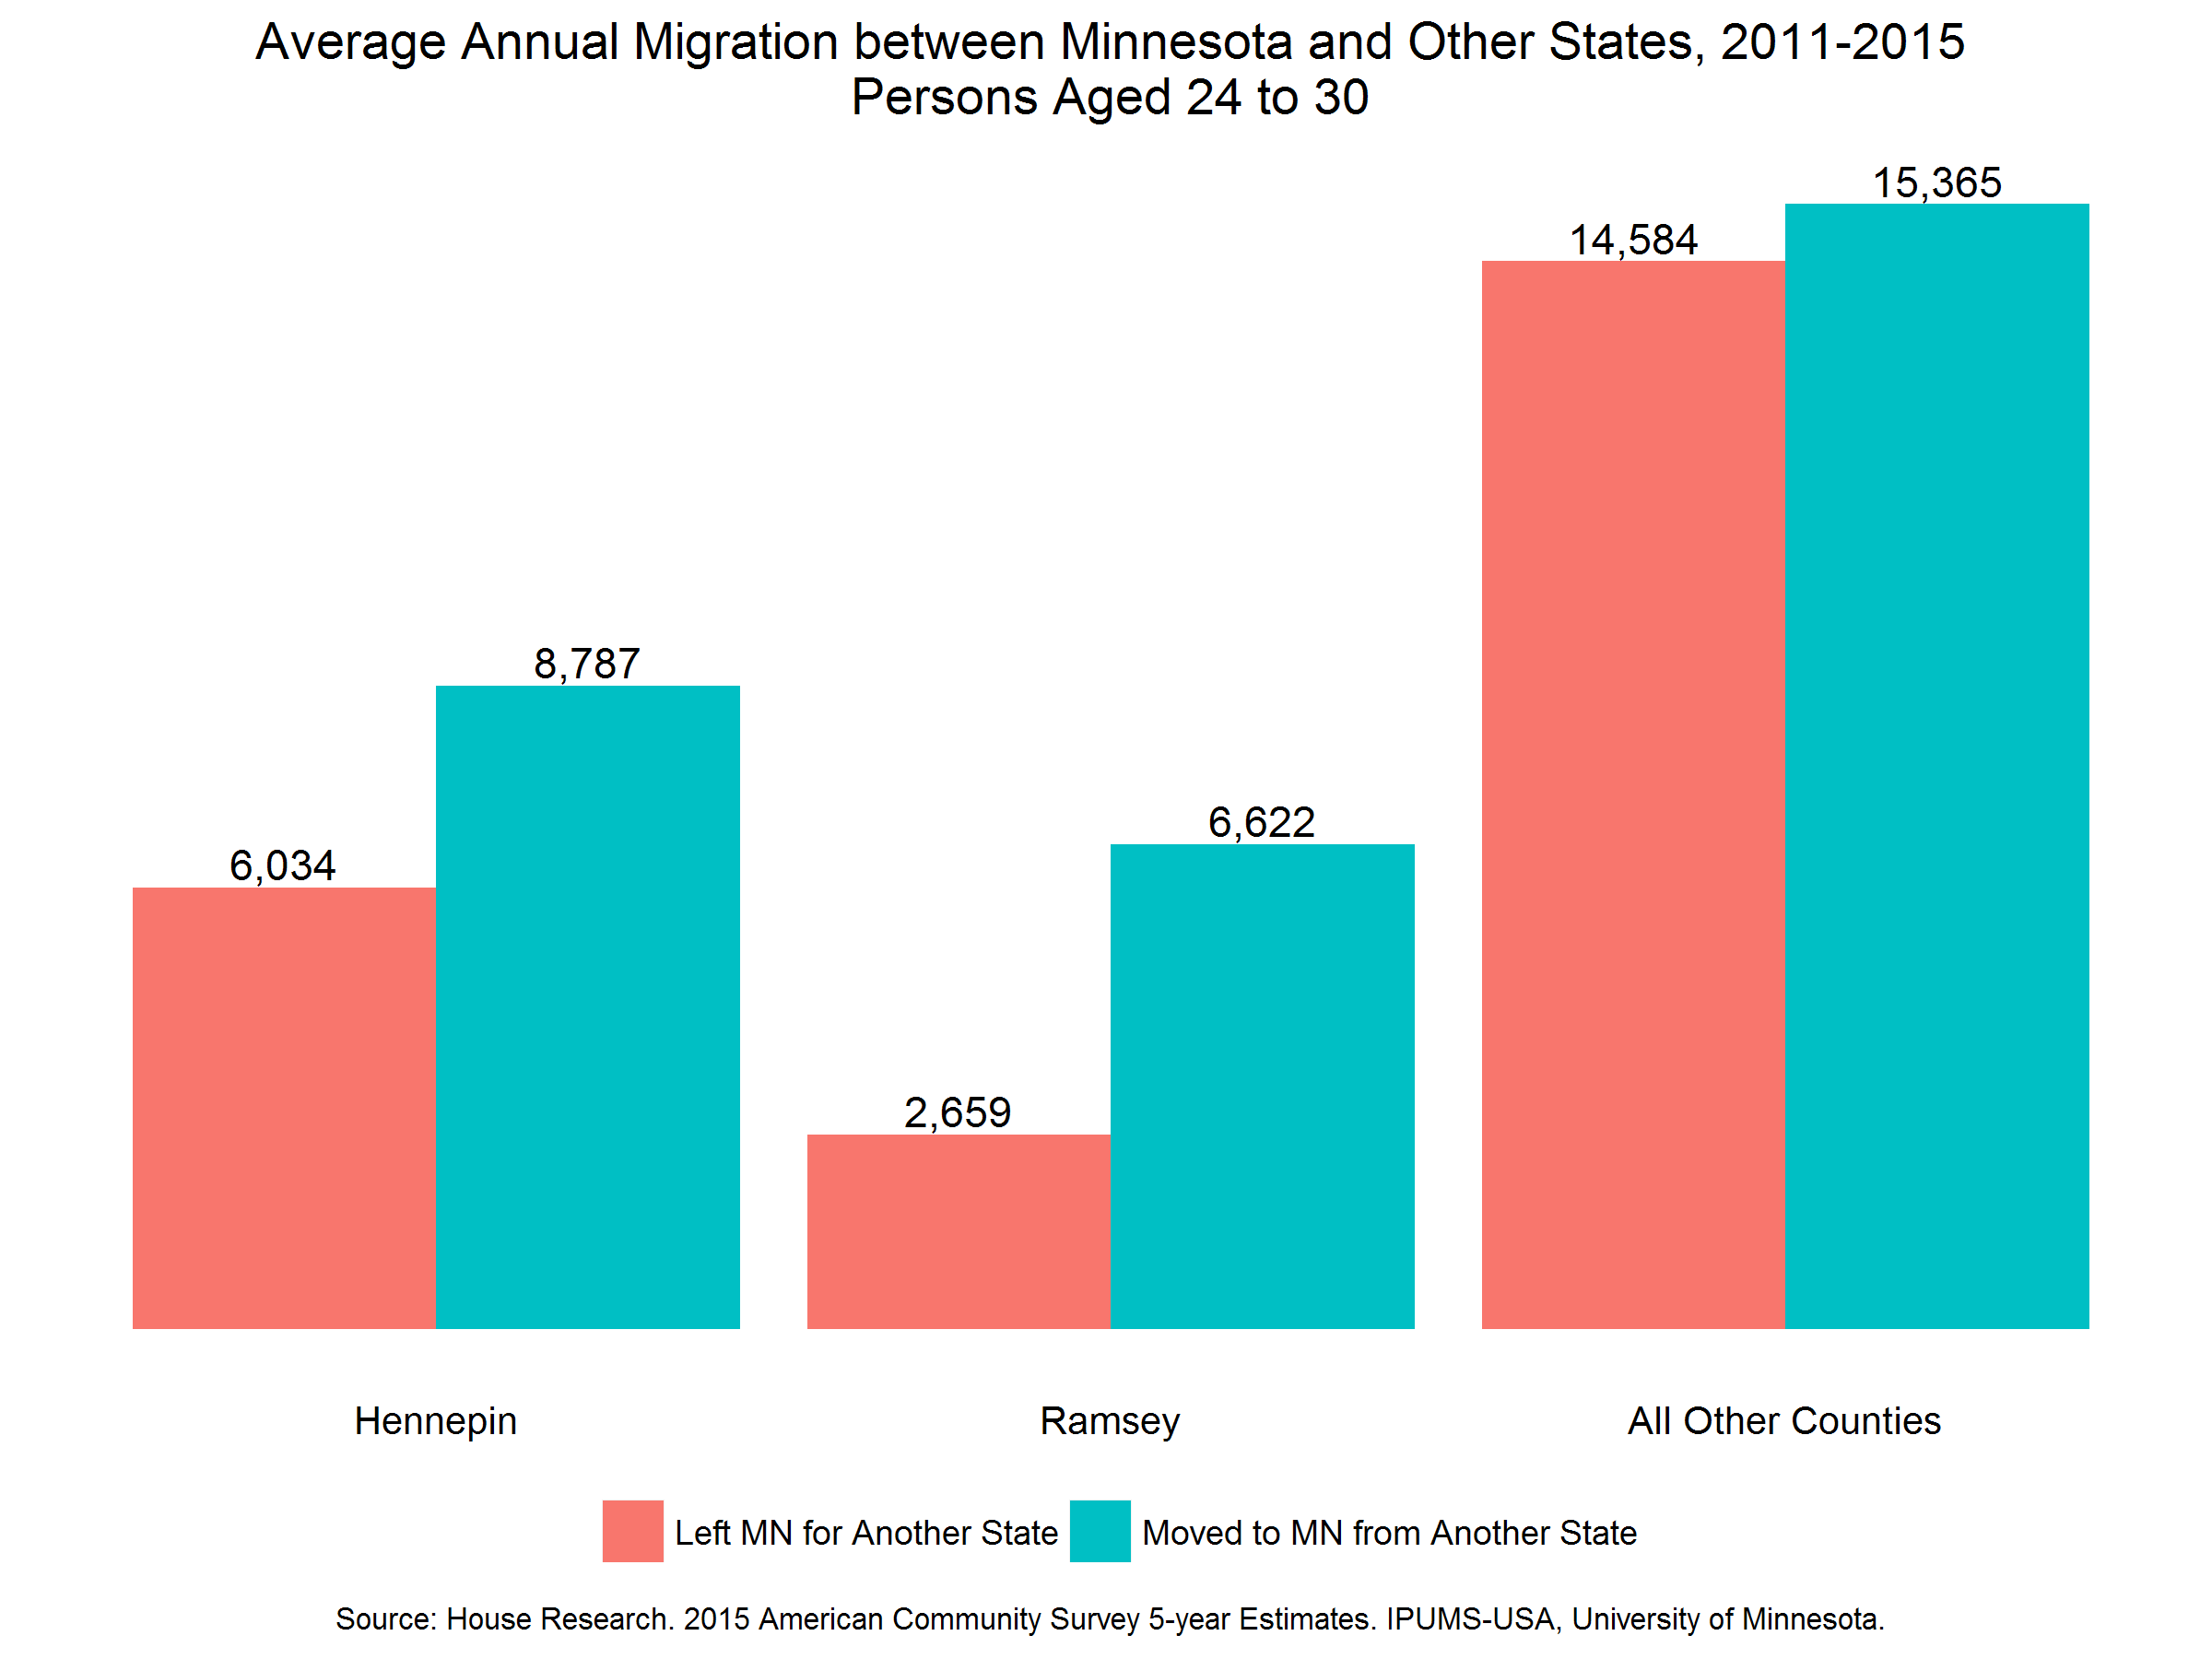 Average Annual Migration between Minnesota and Other States, 2011-2015
Persons Aged 24 to 30
6,034
8,787
2,659
6,622
14,584
15,365
Hennepin
Ramsey
All Other Counties
Left MN for Another State
Moved to MN from Another State
Source: House Research. 2015 American Community Survey 5-year Estimates. IPUMS-USA, University of Minnesota.